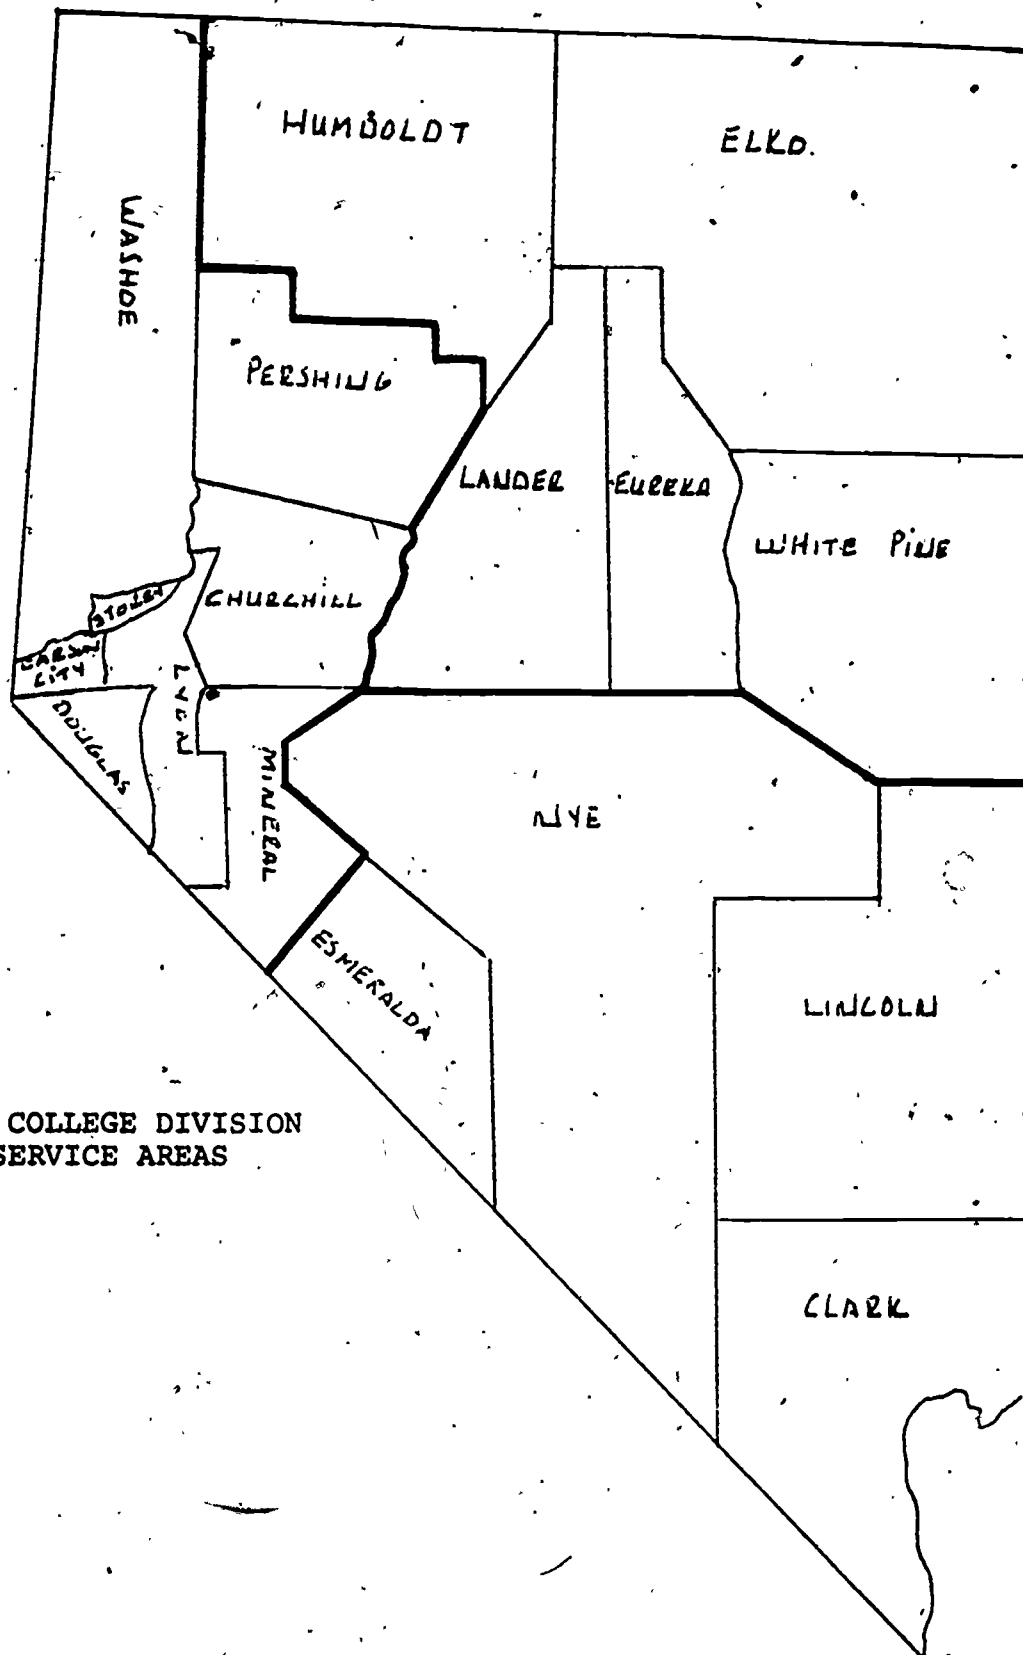 HUMBOLDT
ELKO.
WASHOE
PERSHING
LANDER
EUREKA
WHITE PINE
STOREY
CHURCHILL
CARSON
CITY
LYON
DOUGLAS
MINERAL
NYE
ESMERALDA
LINCOLN
COLLEGE DIVISION
SERVICE AREAS
CLARK